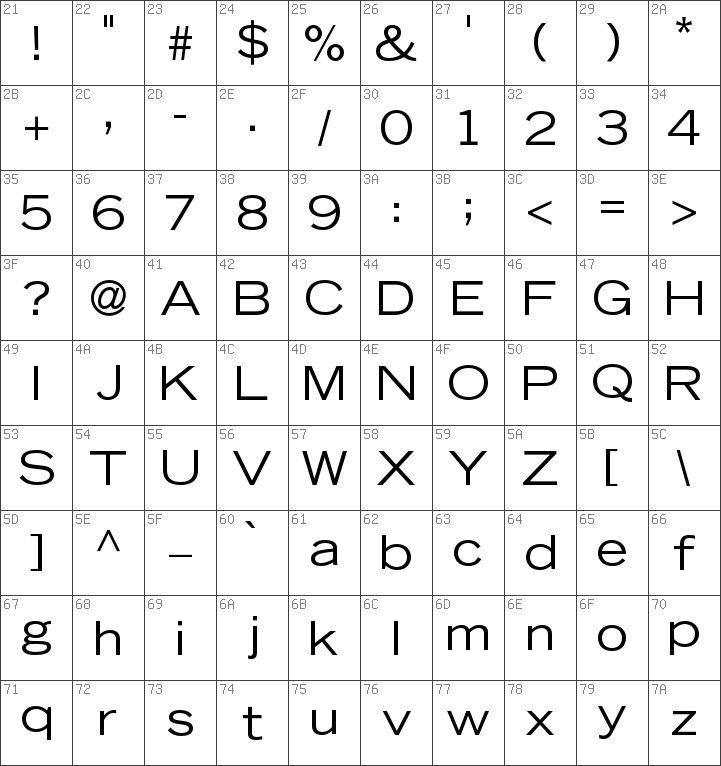 21 22 23 24 25 26 27 28 29 2A
! " # $ % & ' ( ) *
2B 2C 2D 2E 2F 30 31 32 33 34
+ , - . / 0 1 2 3 4
35 36 37 38 39 3A 3B 3C 3D 3E
5 6 7 8 9 : ; < = >
3F 40 41 42 43 44 45 46 47 48
? @ A B C D E F G H
49 4A 4B 4C 4D 4E 4F 50 51 52
I J K L M N O P Q R
53 54 55 56 57 58 59 5A 5B 5C
S T U V W X Y Z [ \
5D 5E 5F 60 61 62 63 64 65 66
] ^ _ ` a b c d e f
67 68 69 6A 6B 6C 6D 6E 6F 70
g h i j k l m n o p
71 72 73 74 75 76 77 78 79 7A
q r s t u v w x y z